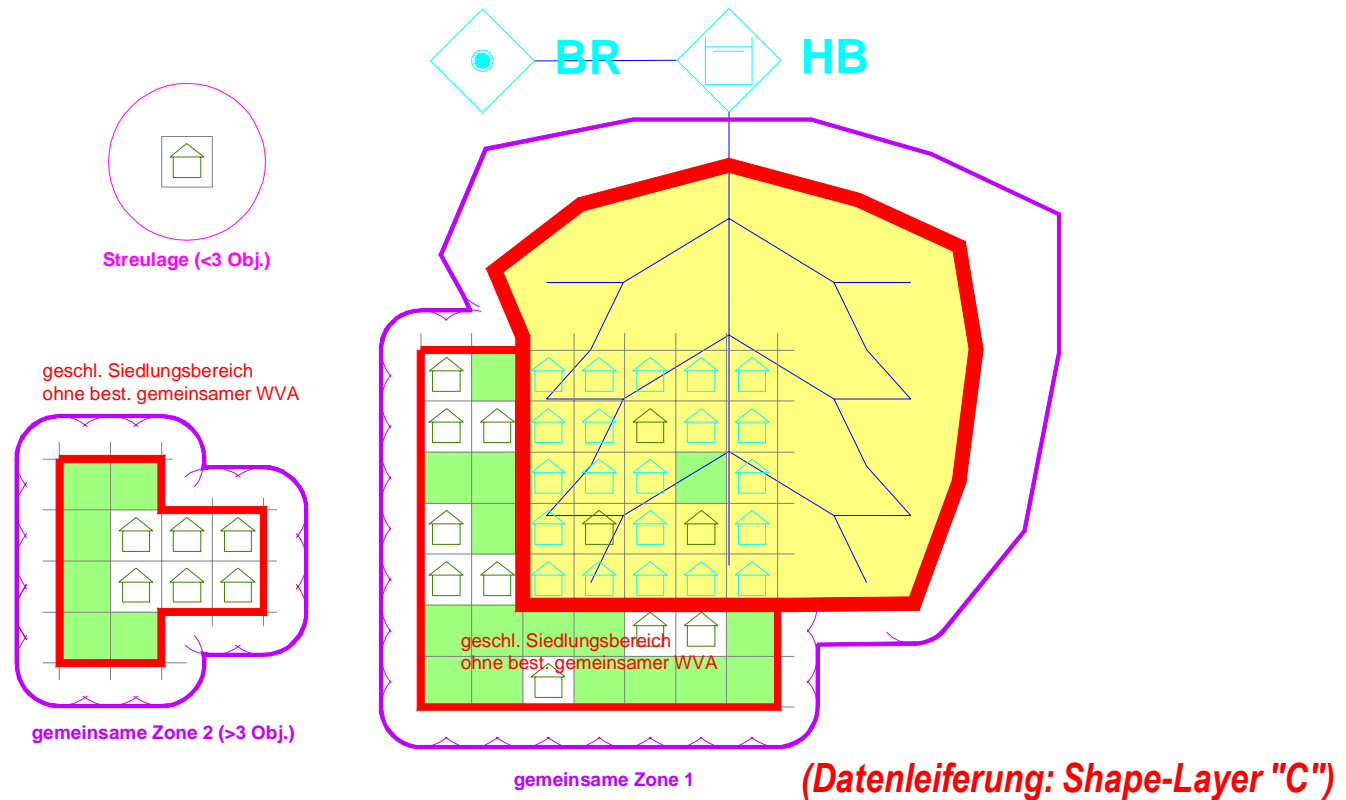 BR
HB
Streulage (<3 Obj.)
geschl. Siedlungsbereich
ohne best. gemeinsamer WVA
geschl. Siedlungsbereich
ohne best. gemeinsamer WVA
gemeinsame Zone 2 (>3 Obj.)
gemeinsame Zone 1
(Datenleiferung: Shape-Layer "C")